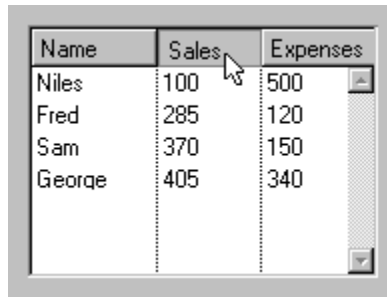 Name Sales Expenses
Niles 100 500
Fred 285 120
Sam 370 150
George 405 340